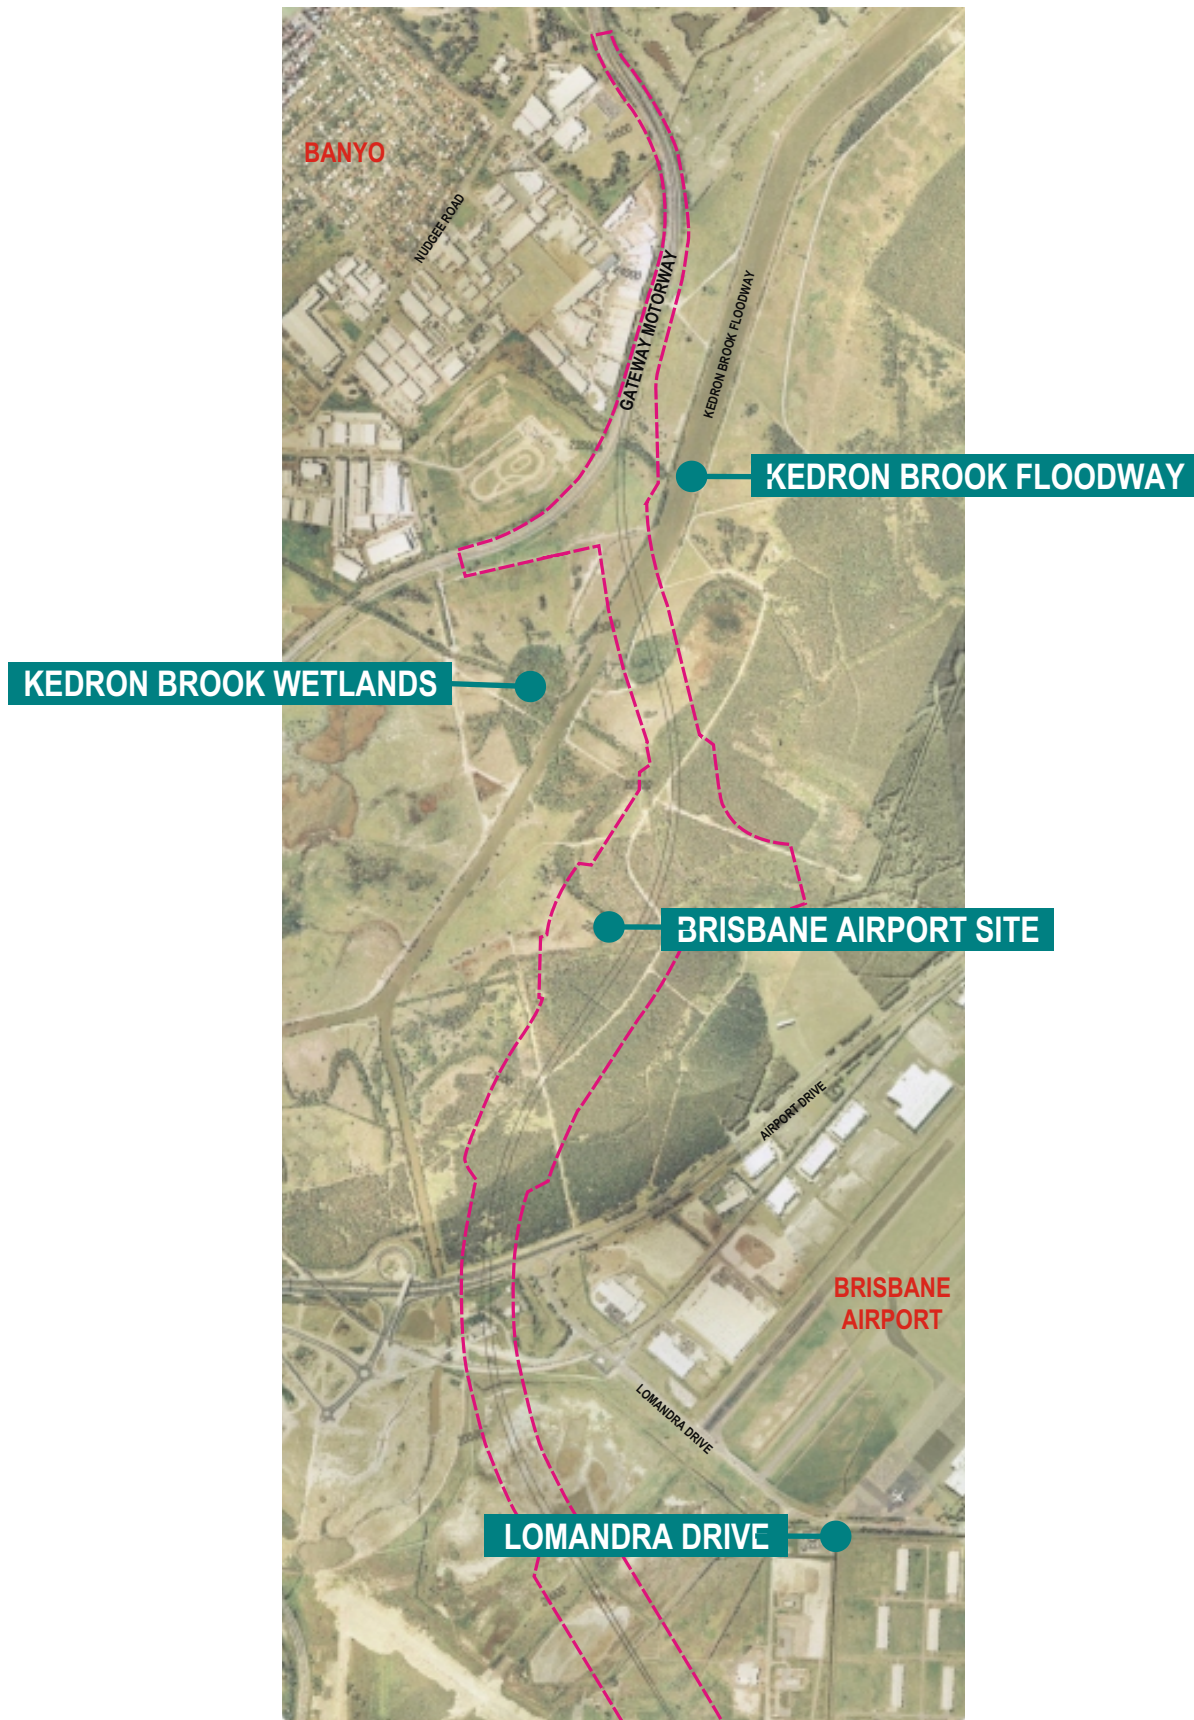 BANYO
NUDGEE ROAD
GATEWAY MOTORWAY
KEDRON BROOK FLOODWAY
KEDRON BROOK FLOODWAY
KEDRON BROOK WETLANDS
BRISBANE AIRPORT SITE
AIRPORT DRIVE
BRISBANE
AIRPORT
LOMANDRA DRIVE
LOMANDRA DRIVE